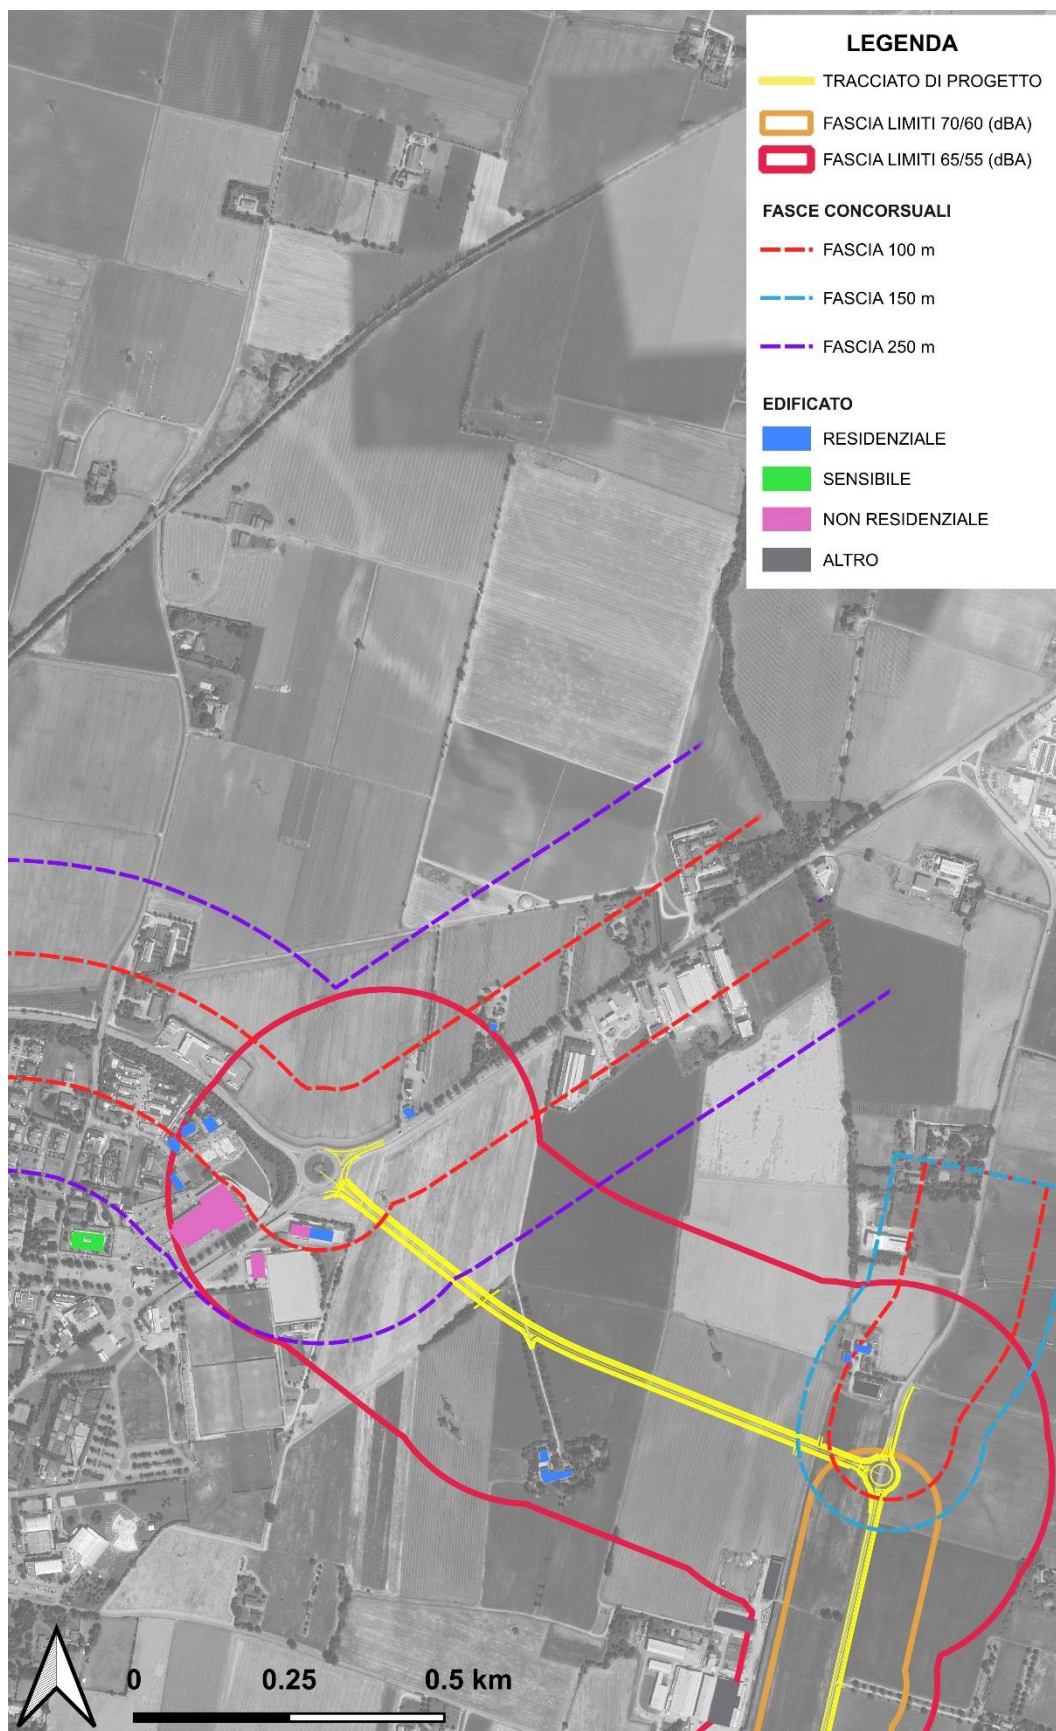 LEGENDA
TRACCIATO DI PROGETTO
FASCIA LIMITI 70/60 (dBA)
FASCIA LIMITI 65/55 (dBA)
FASCE CONCORSUALI
FASCIA 100 m
FASCIA 150 m
FASCIA 250 m
EDIFICATO
RESIDENZIALE
SENSIBILE
NON RESIDENZIALE
ALTRO
0 0.25 0.5 km